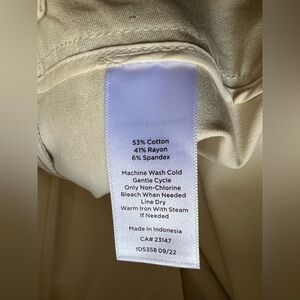 53% Cotton
41% Rayon
6% Spandex
Machine Wash Cold
Gentle Cycle
Only Non-Chlorine
Bleach When Needed
Line Dry
Warm Iron With Steam
If Needed
Made in Indonesia
CA# 23147
ID5358 09/22